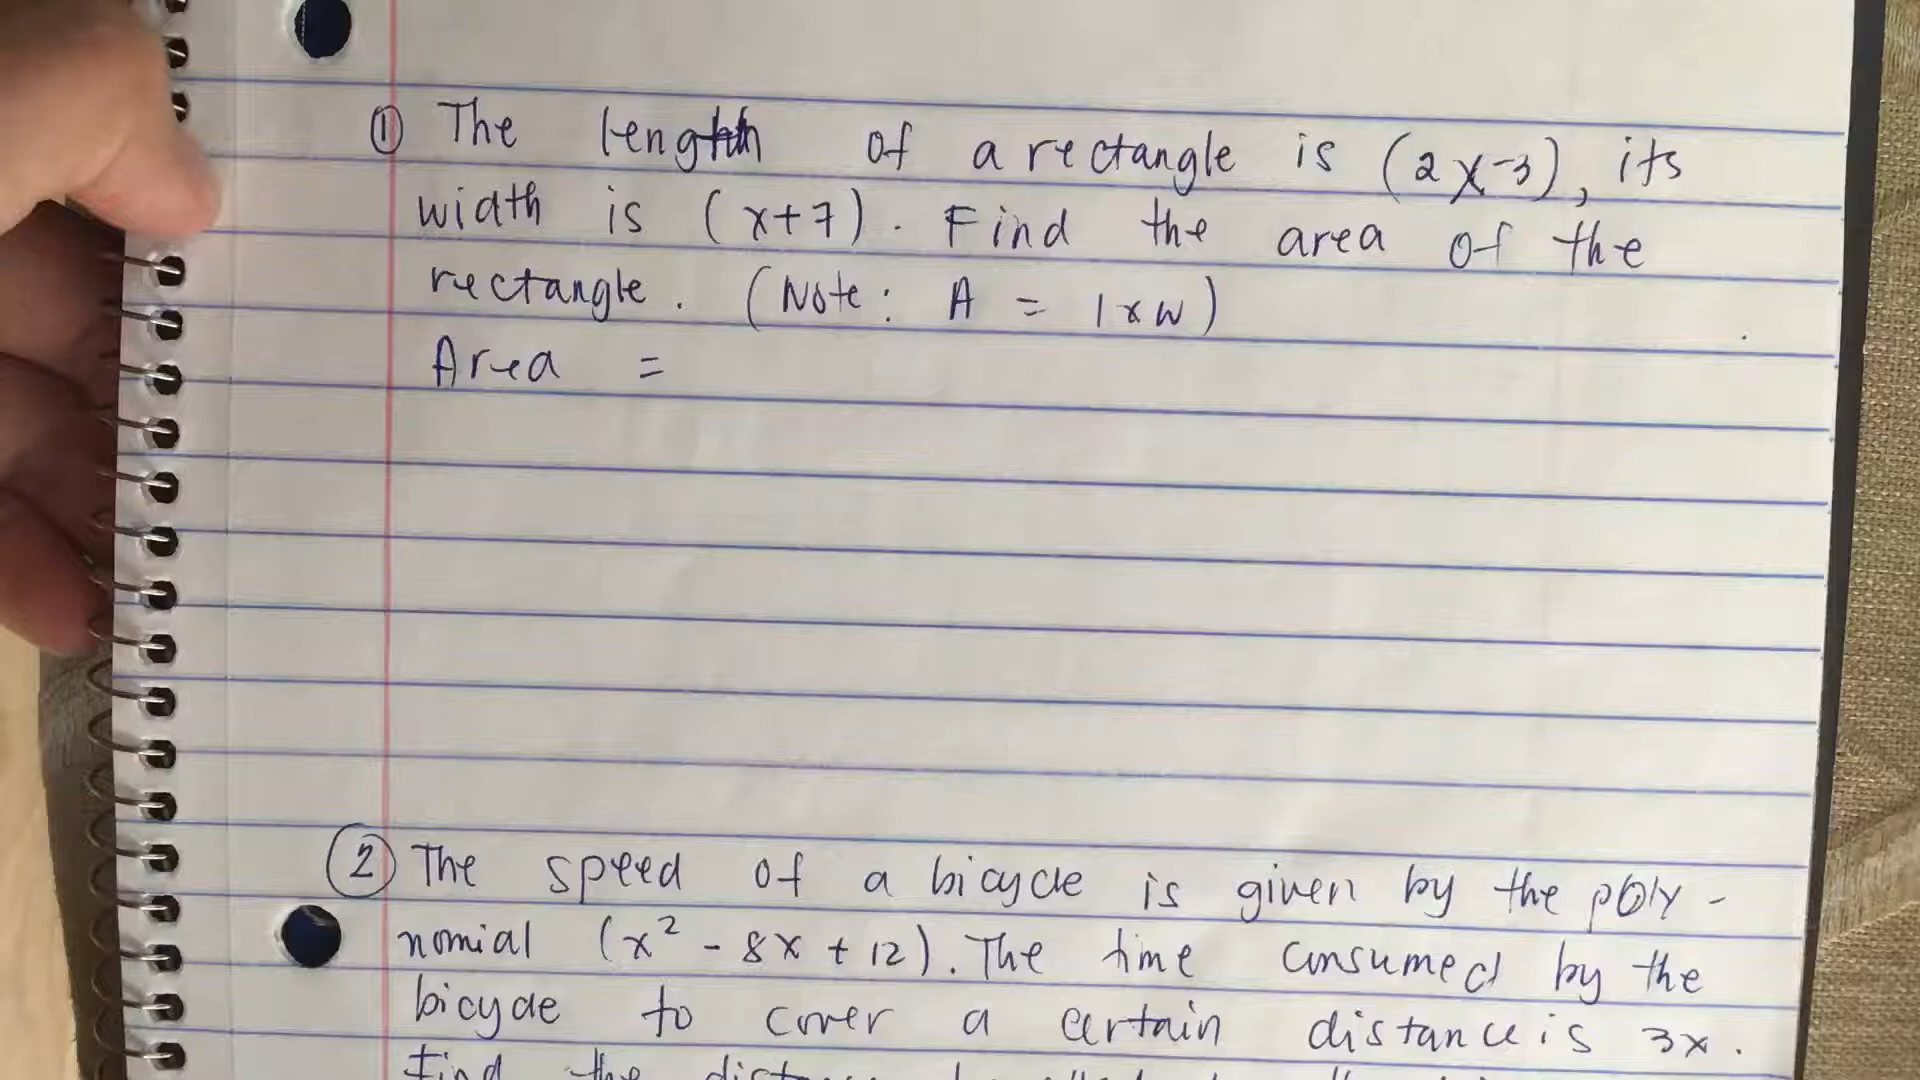 ① The length of a rectangle is (2x-3), its
width is (x+7). Find the area of the
rectangle. (Note: A = l x w)
Area =
② The speed of a bicycle is given by the poly-
nomial (x² - 8x + 12). The time consumed by the
bicycle to cover a certain distance is 3x.
Find the